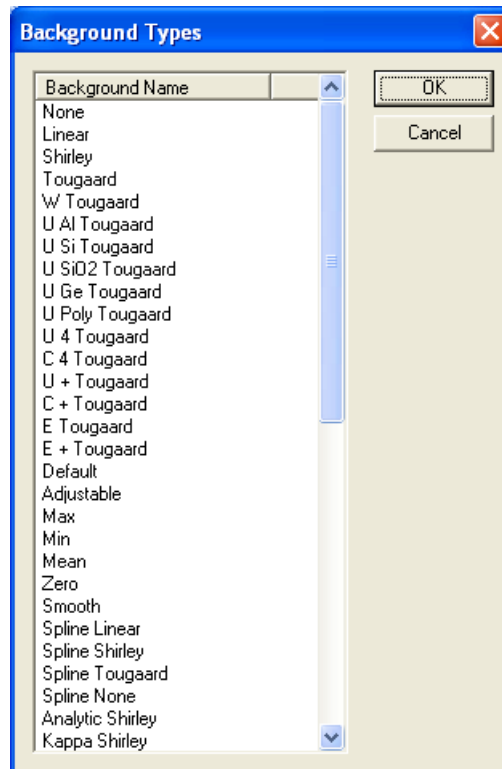 Background Types
Background Name
OK
None
Linear
Cancel
Shirley
Tougaard
W Tougaard
U Al Tougaard
U Si Tougaard
U SiO2 Tougaard
U Ge Tougaard
U Poly Tougaard
U 4 Tougaard
C 4 Tougaard
U + Tougaard
C + Tougaard
E Tougaard
E + Tougaard
Default
Adjustable
Max
Min
Mean
Zero
Smooth
Spline Linear
Spline Shirley
Spline Tougaard
Spline None
Analytic Shirley
Kappa Shirley